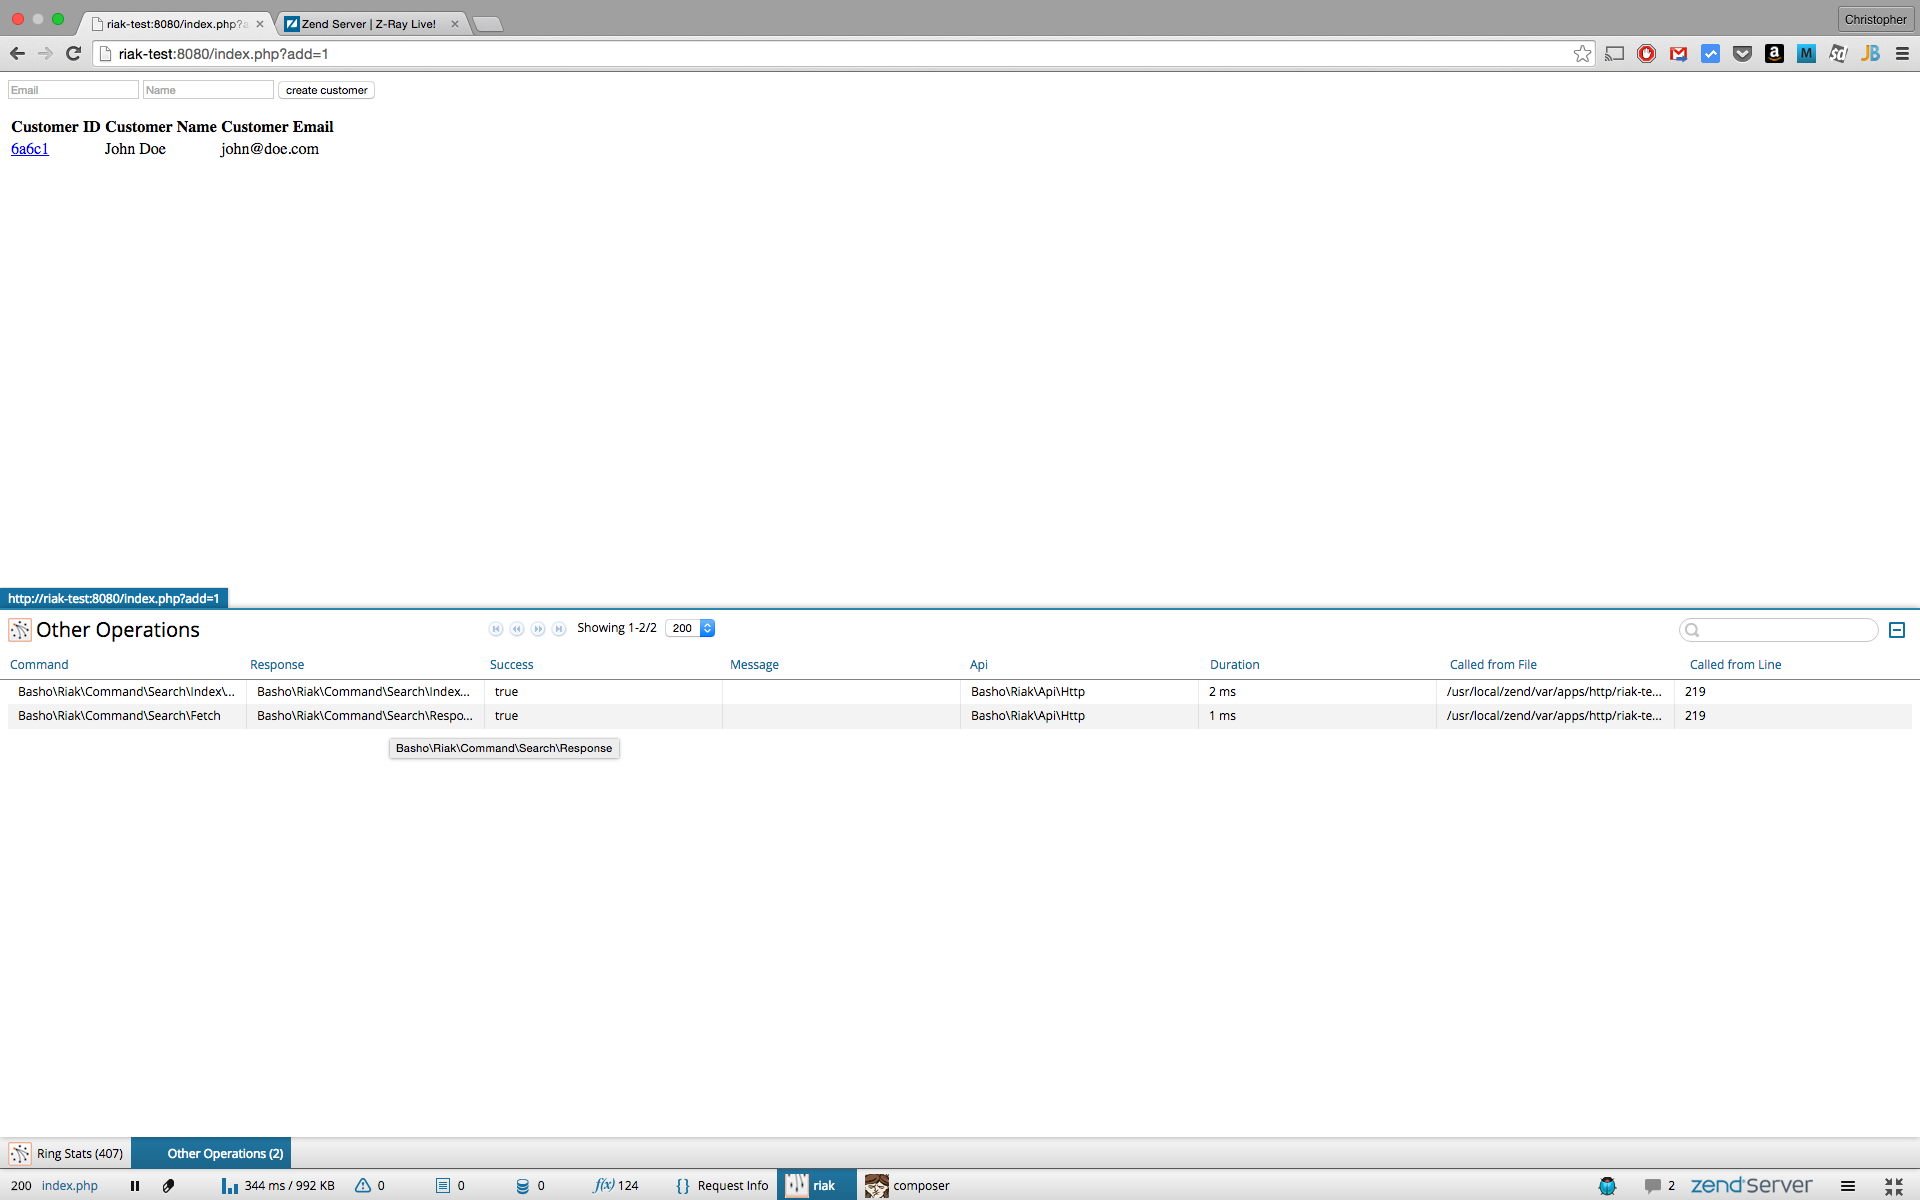 riak-test:8080/index.php?a
Zend Server | Z-Ray Live!
Christopher
riak-test:8080/index.php?add=1
Email
Name
create customer
Customer ID Customer Name Customer Email
6a6c1 John Doe john@doe.com
http://riak-test:8080/index.php?add=1
Other Operations
Showing 1-2/2
200
Command Response Success Message Api Duration Called from File Called from Line
Basho\Riak\Command\Search\Index\... Basho\Riak\Command\Search\Index... true Basho\Riak\Api\Http 2 ms /usr/local/zend/var/apps/http/riak-te... 219
Basho\Riak\Command\Search\Fetch Basho\Riak\Command\Search\Respo... true Basho\Riak\Api\Http 1 ms /usr/local/zend/var/apps/http/riak-te... 219
Basho\Riak\Command\Search\Response
Ring Stats (407) Other Operations (2)
200 index.php 344 ms / 992 KB 0 0 0 f(x) 124 {} Request Info riak composer 2 zend Server